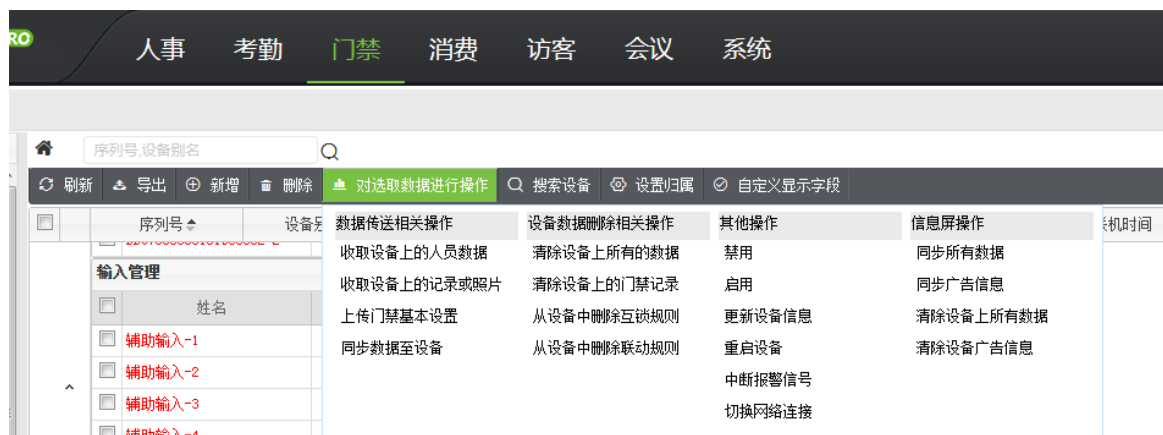 RO
人事 考勤 门禁 消费 访客 会议 系统
序列号,设备别名
刷新 导出 新增 删除 对选取数据进行操作 搜索设备 设置归属 自定义显示字段
序列号 设备别 数据传送相关操作 设备数据删除相关操作 其他操作 信息屏操作 机时间
收取设备上的人员数据 清除设备上所有的数据 禁用 同步所有数据
输入管理
收取设备上的记录或照片 清除设备上的门禁记录 启用 同步广告信息
姓名
上传门禁基本设置 从设备中删除互锁规则 更新设备信息 清除设备上所有数据
辅助输入-1
同步数据至设备 从设备中删除联动规则 重启设备 清除设备广告信息
辅助输入-2
中断报警信号
辅助输入-3
切换网络连接
辅助输入-4